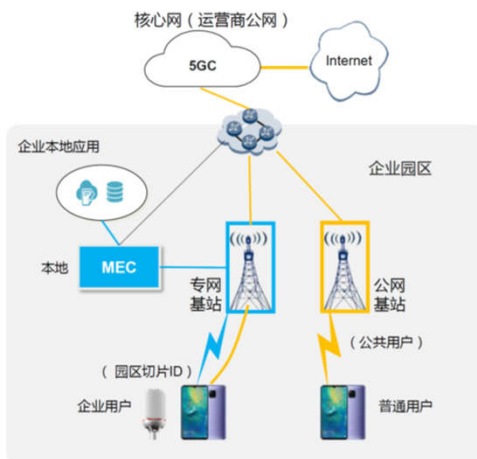 核心网（运营商公网）
5GC
Internet
企业本地应用
企业园区
本地
MEC
专网
基站
公网
基站
（公共用户）
（园区切片ID）
企业用户
普通用户